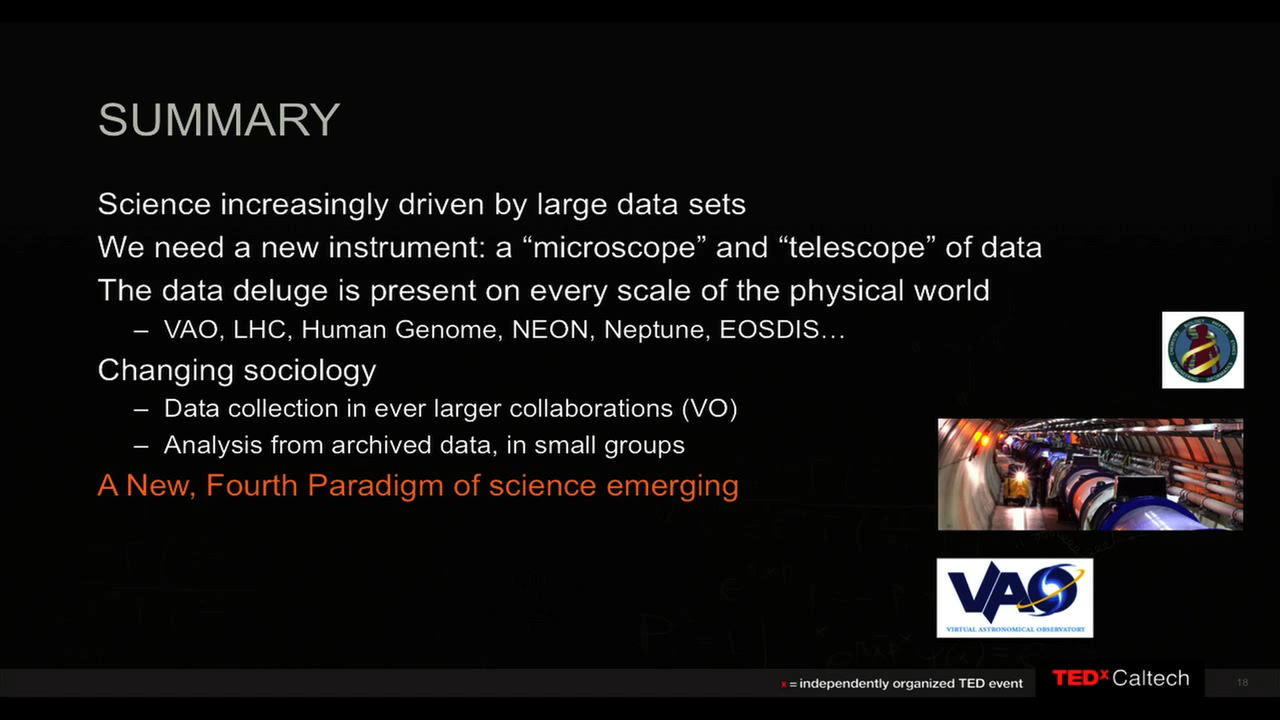 SUMMARY
Science increasingly driven by large data sets
We need a new instrument: a “microscope” and “telescope” of data
The data deluge is present on every scale of the physical world
– VAO, LHC, Human Genome, NEON, Neptune, EOSDIS…
Changing sociology
– Data collection in ever larger collaborations (VO)
– Analysis from archived data, in small groups
A New, Fourth Paradigm of science emerging
VAO
VIRTUAL ASTRONOMICAL OBSERVATORY
x = independently organized TED event
TEDx Caltech
18